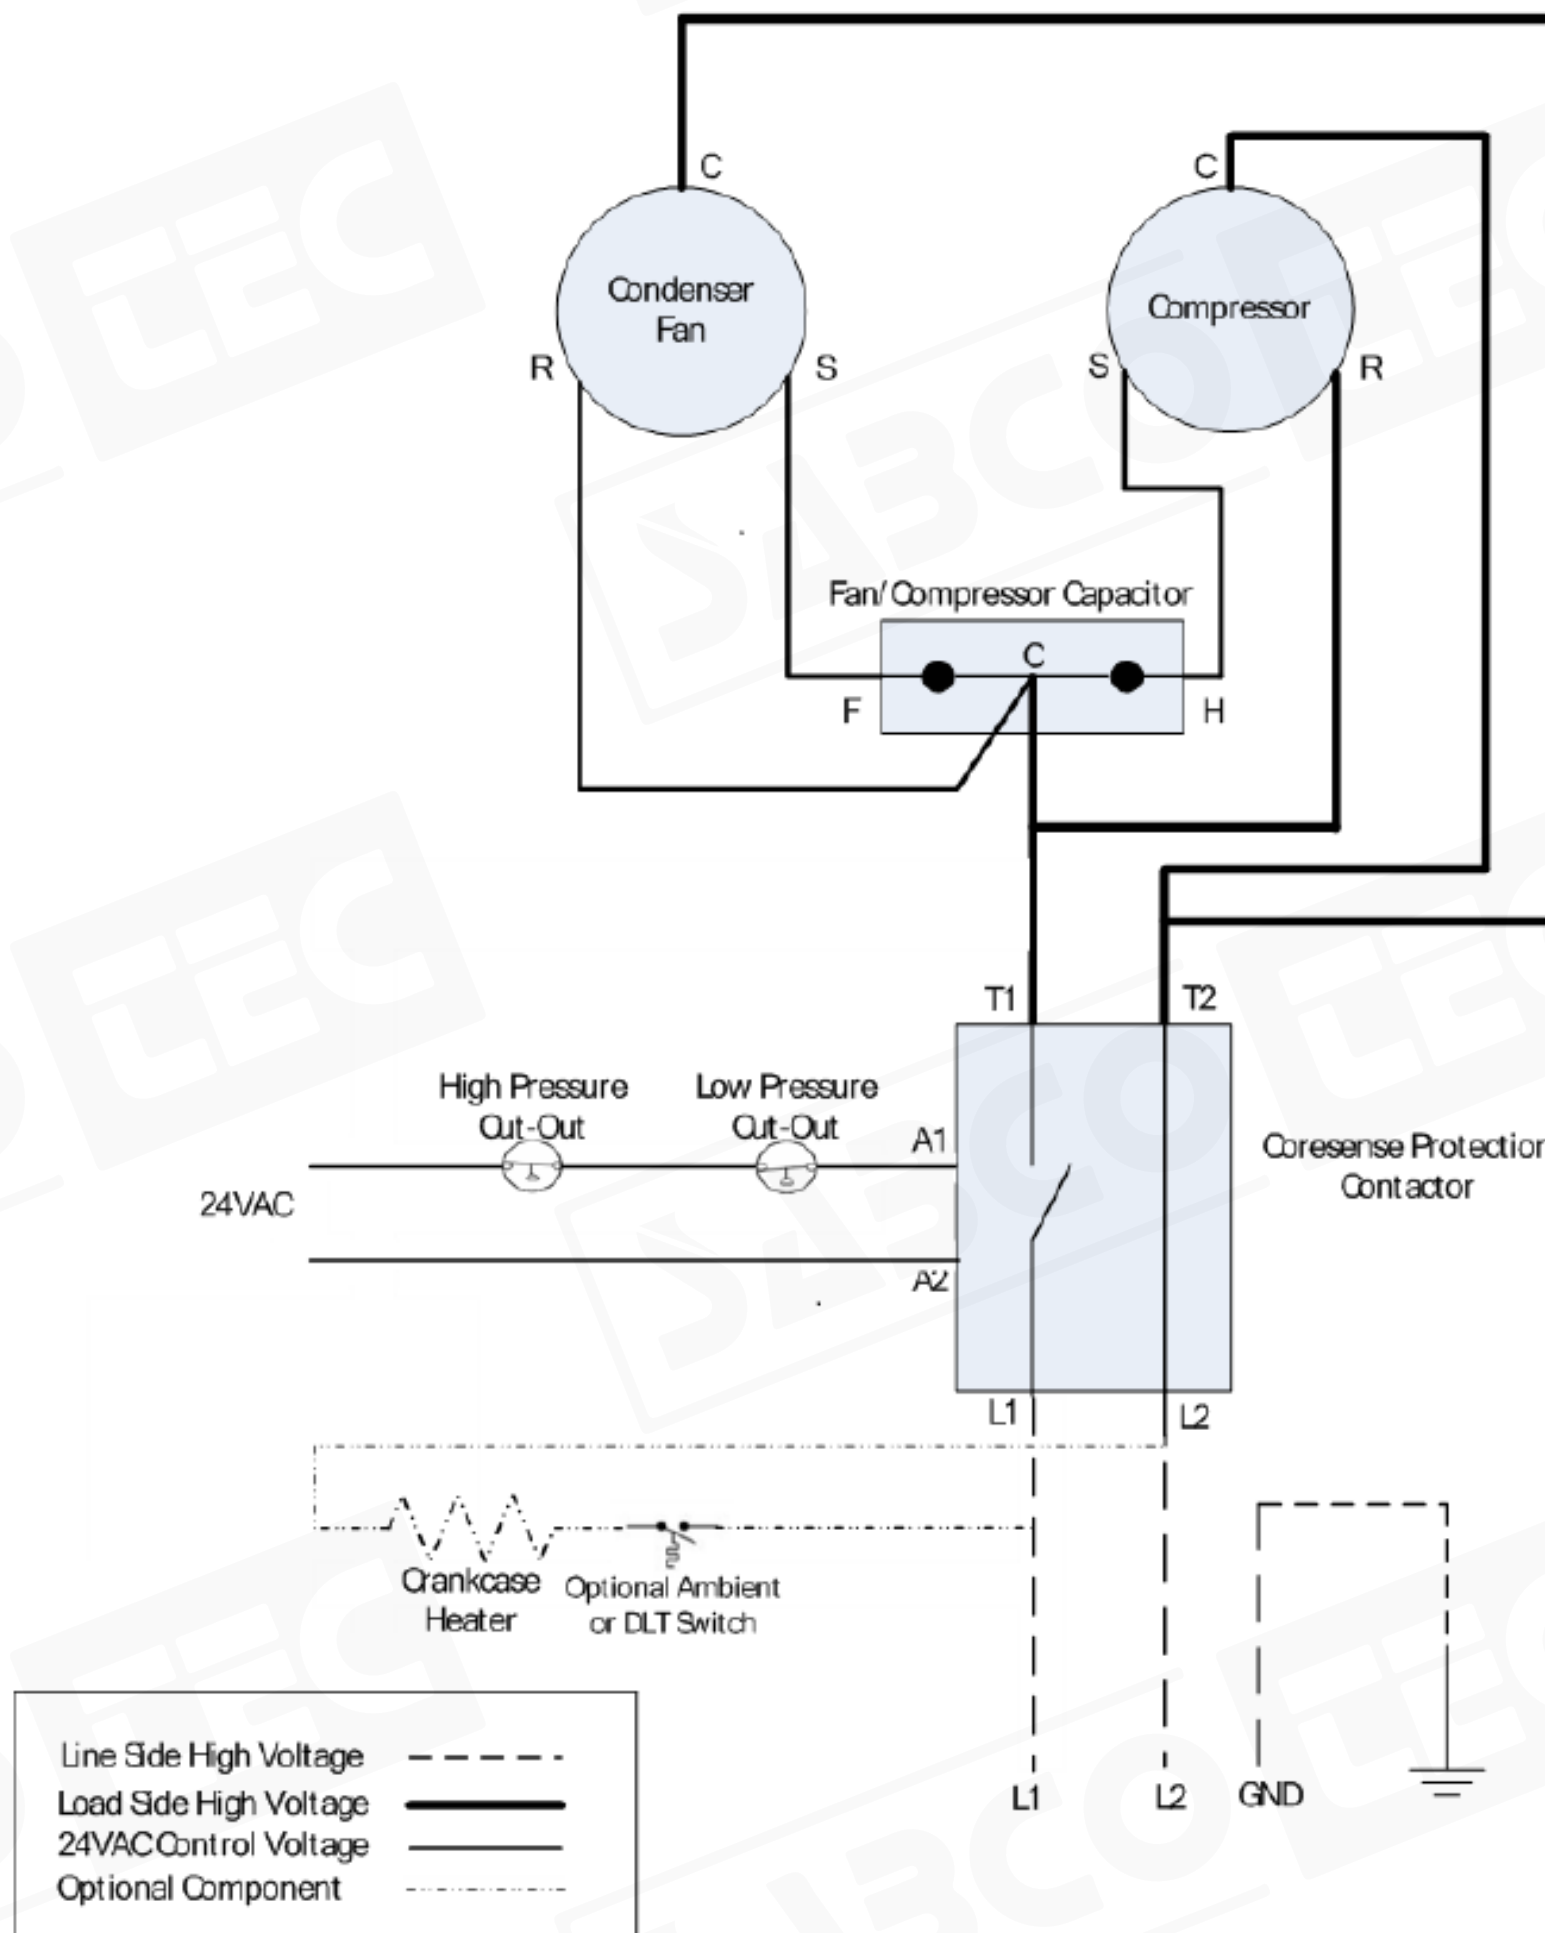 C
C
Condenser
Fan
Compressor
R
S
S
R
Fan/Compressor Capacitor
C
F
H
T1
T2
High Pressure
Cut-Out
Low Pressure
Cut-Out
A1
Coresense Protection
Contactor
24VAC
A2
L1
L2
Crankcase
Heater
Optional Ambient
or DLT Switch
Line Side High Voltage
Load Side High Voltage
24VAC Control Voltage
Optional Component
L1
L2
GND
SABCO TEC